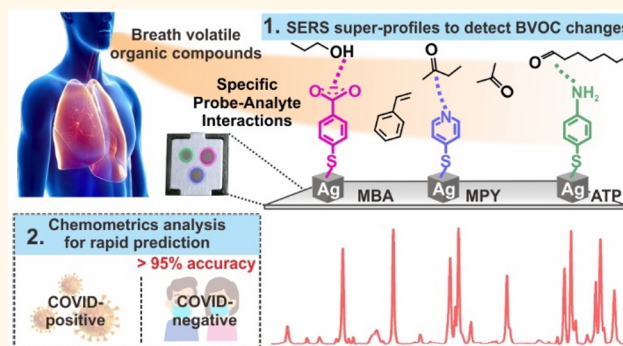 Breath volatile
organic compounds
1. SERS super-profiles to detect BVOC changes
Specific
Probe-Analyte
Interactions
OH
O
O
O
O - O
N
NH₂
S
S
S
Ag
MBA
Ag
MPY
Ag
ATP
2. Chemometrics analysis
for rapid prediction
> 95% accuracy
COVID-
positive
COVID-
negative